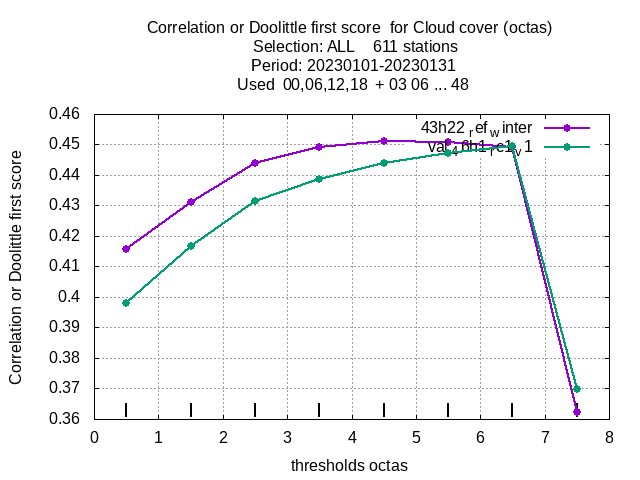 Correlation or Doolittle first score  for Cloud cover (octas)
Selection: ALL    611 stations
Period: 20230101-20230131
Used  00,06,12,18  + 03 06 ... 48
43h22_ref_winter
0.46
0.45
0.44
0.43
0.42
0.41
0.4
0.39
0.38
0.37
0.36
Correlation or Doolittle first score
0 1 2 3 4 5 6 7 8
thresholds octas